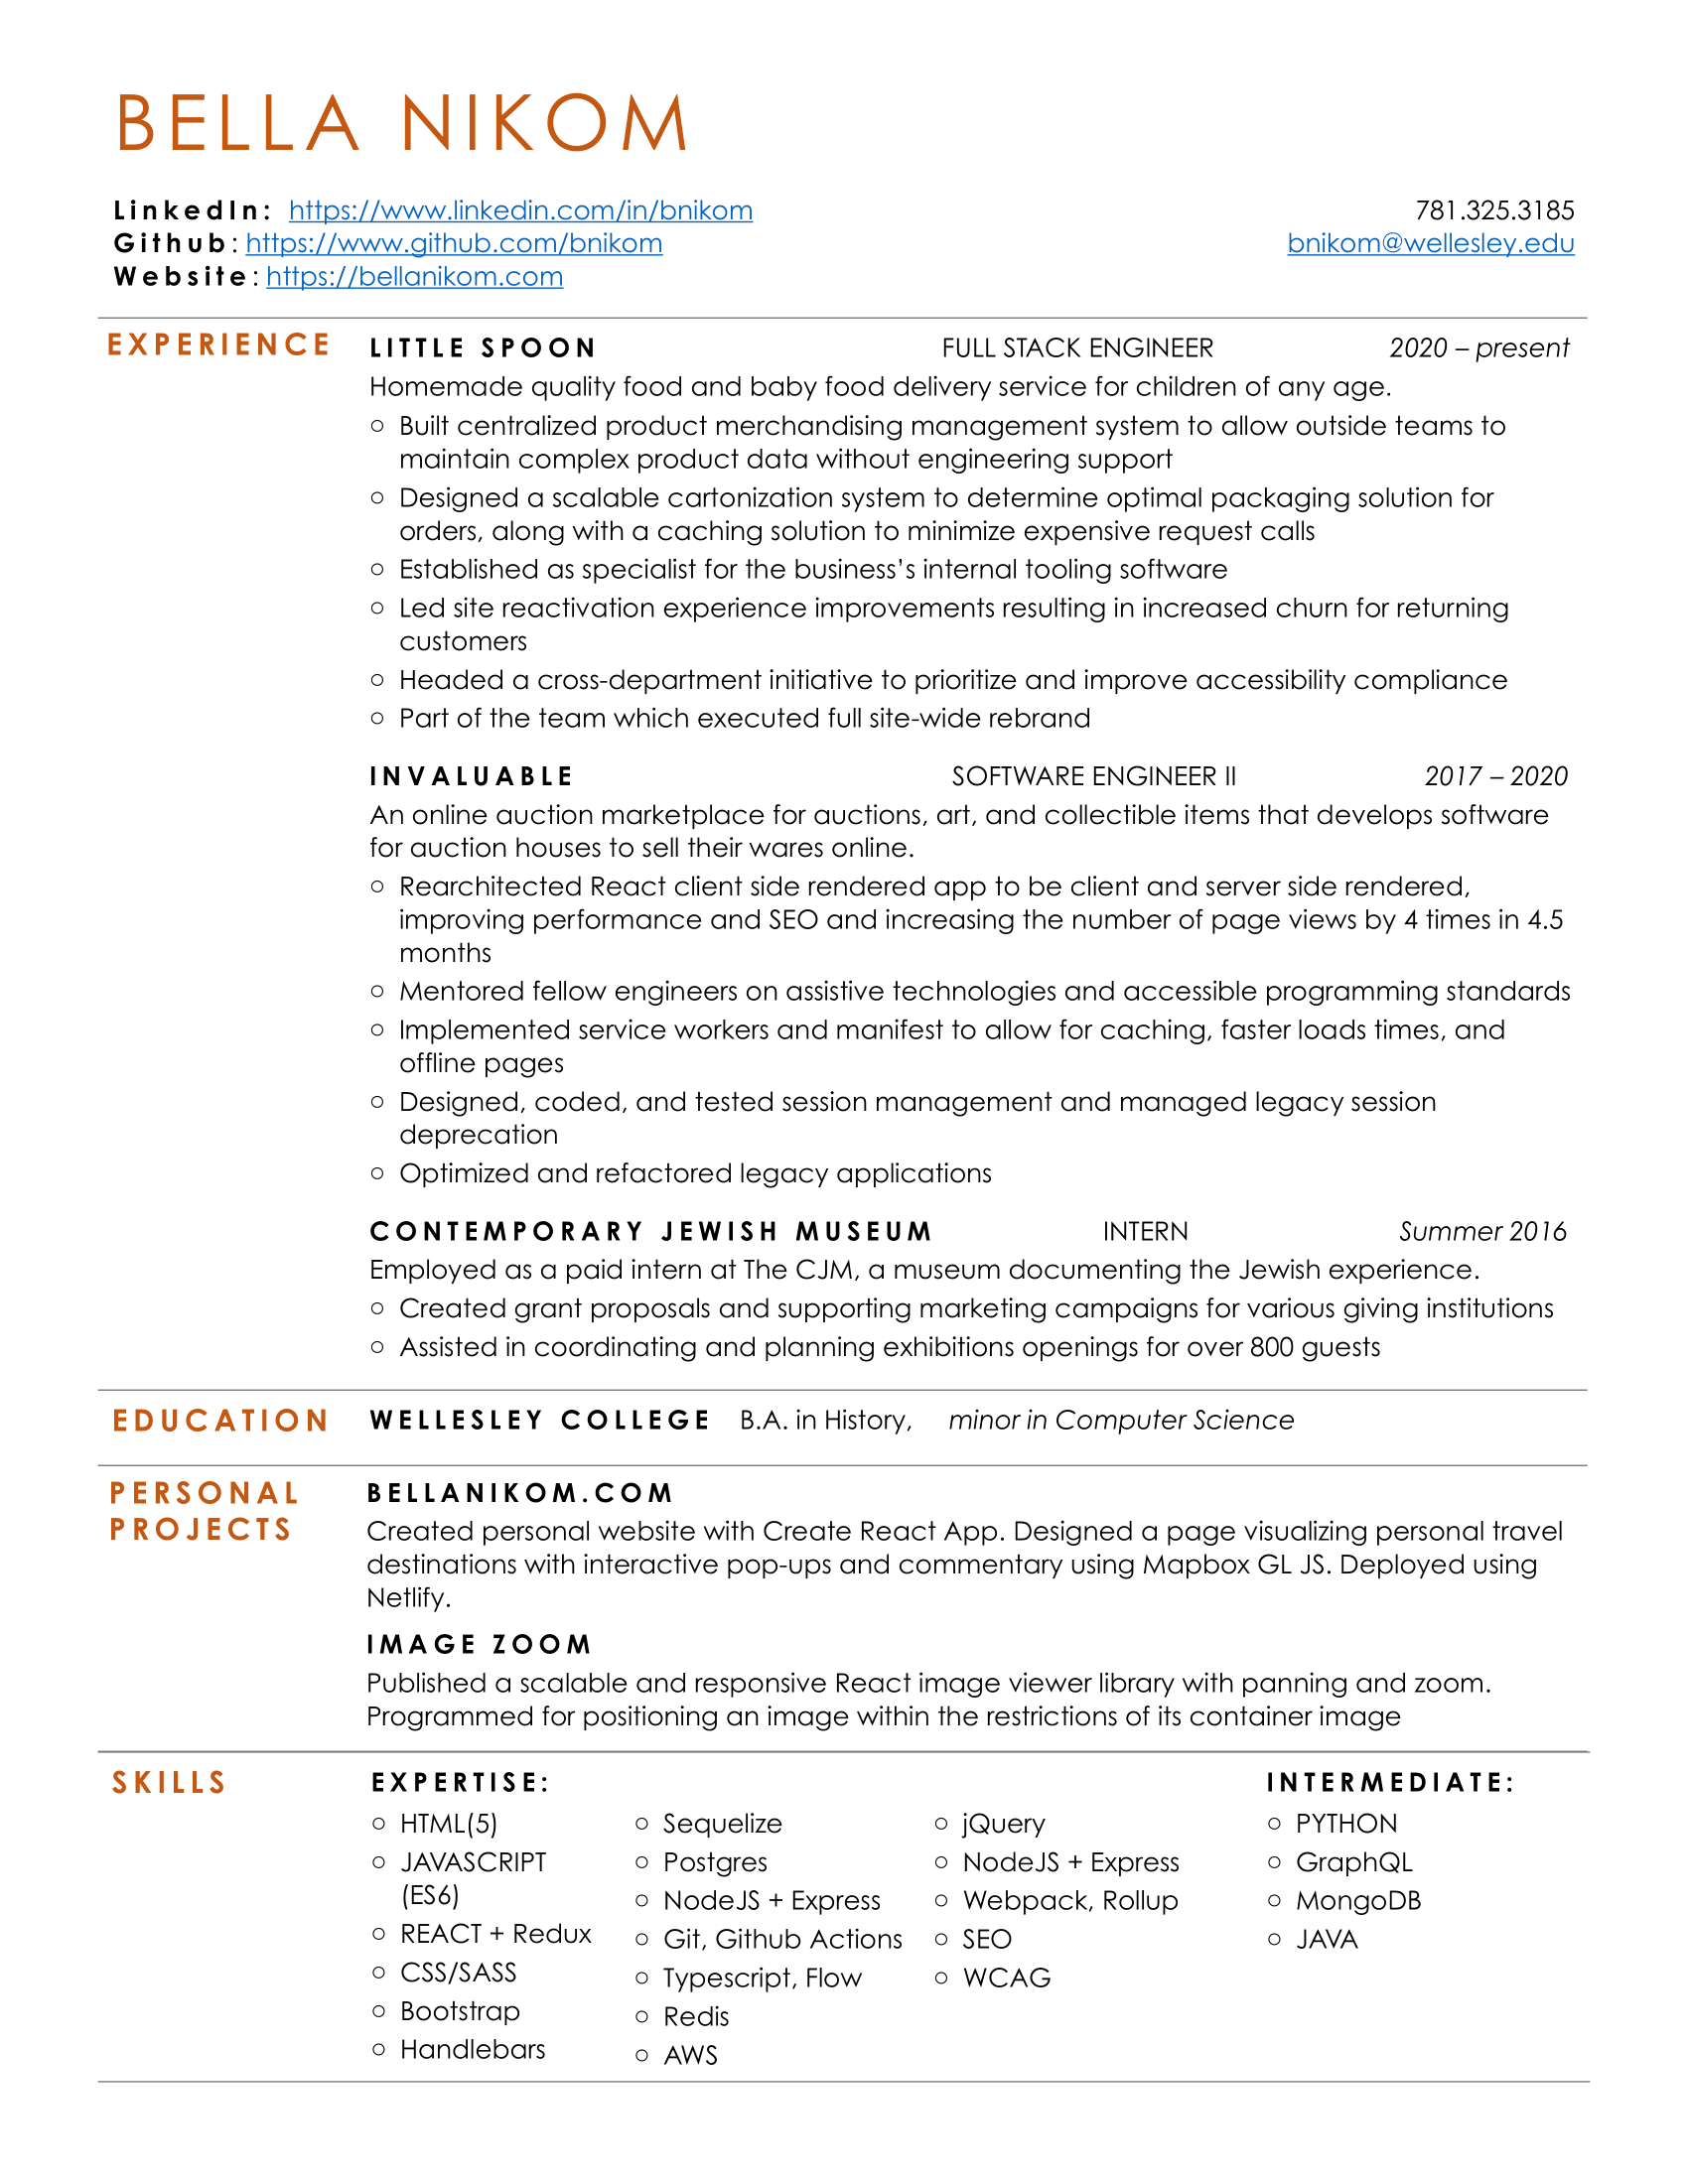 BELLA NIKOM
LinkedIn: https://www.linkedin.com/in/bnikom
781.325.3185
Github: https://www.github.com/bnikom
bnikom@wellesley.edu
Website: https://bellanikom.com
EXPERIENCE
LITTLE SPOON FULL STACK ENGINEER 2020 – present
Homemade quality food and baby food delivery service for children of any age.
○ Built centralized product merchandising management system to allow outside teams to
maintain complex product data without engineering support
○ Designed a scalable cartonization system to determine optimal packaging solution for
orders, along with a caching solution to minimize expensive request calls
○ Established as specialist for the business’s internal tooling software
○ Led site reactivation experience improvements resulting in increased churn for returning
customers
○ Headed a cross-department initiative to prioritize and improve accessibility compliance
○ Part of the team which executed full site-wide rebrand
INVALUABLE SOFTWARE ENGINEER II 2017 – 2020
An online auction marketplace for auctions, art, and collectible items that develops software
for auction houses to sell their wares online.
○ Rearchitected React client side rendered app to be client and server side rendered,
improving performance and SEO and increasing the number of page views by 4 times in 4.5
months
○ Mentored fellow engineers on assistive technologies and accessible programming standards
○ Implemented service workers and manifest to allow for caching, faster loads times, and
offline pages
○ Designed, coded, and tested session management and managed legacy session
deprecation
○ Optimized and refactored legacy applications
CONTEMPORARY JEWISH MUSEUM INTERN Summer 2016
Employed as a paid intern at The CJM, a museum documenting the Jewish experience.
○ Created grant proposals and supporting marketing campaigns for various giving institutions
○ Assisted in coordinating and planning exhibitions openings for over 800 guests
EDUCATION
WELLESLEY COLLEGE B.A. in History, minor in Computer Science
PERSONAL
PROJECTS
BELLANIKOM.COM
Created personal website with Create React App. Designed a page visualizing personal travel
destinations with interactive pop-ups and commentary using Mapbox GL JS. Deployed using
Netlify.
IMAGE ZOOM
Published a scalable and responsive React image viewer library with panning and zoom.
Programmed for positioning an image within the restrictions of its container image
SKILLS
EXPERTISE:
○ HTML(5)
○ JAVASCRIPT
(ES6)
○ REACT + Redux
○ CSS/SASS
○ Bootstrap
○ Handlebars
○ Sequelize
○ Postgres
○ NodeJS + Express
○ Git, Github Actions
○ Typescript, Flow
○ Redis
○ AWS
○ jQuery
○ NodeJS + Express
○ Webpack, Rollup
○ SEO
○ WCAG
INTERMEDIATE:
○ PYTHON
○ GraphQL
○ MongoDB
○ JAVA